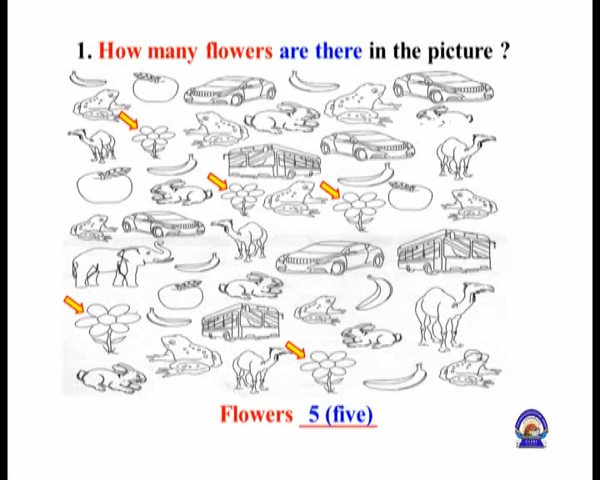 1. How many flowers are there in the picture ?
Flowers 5 (five)